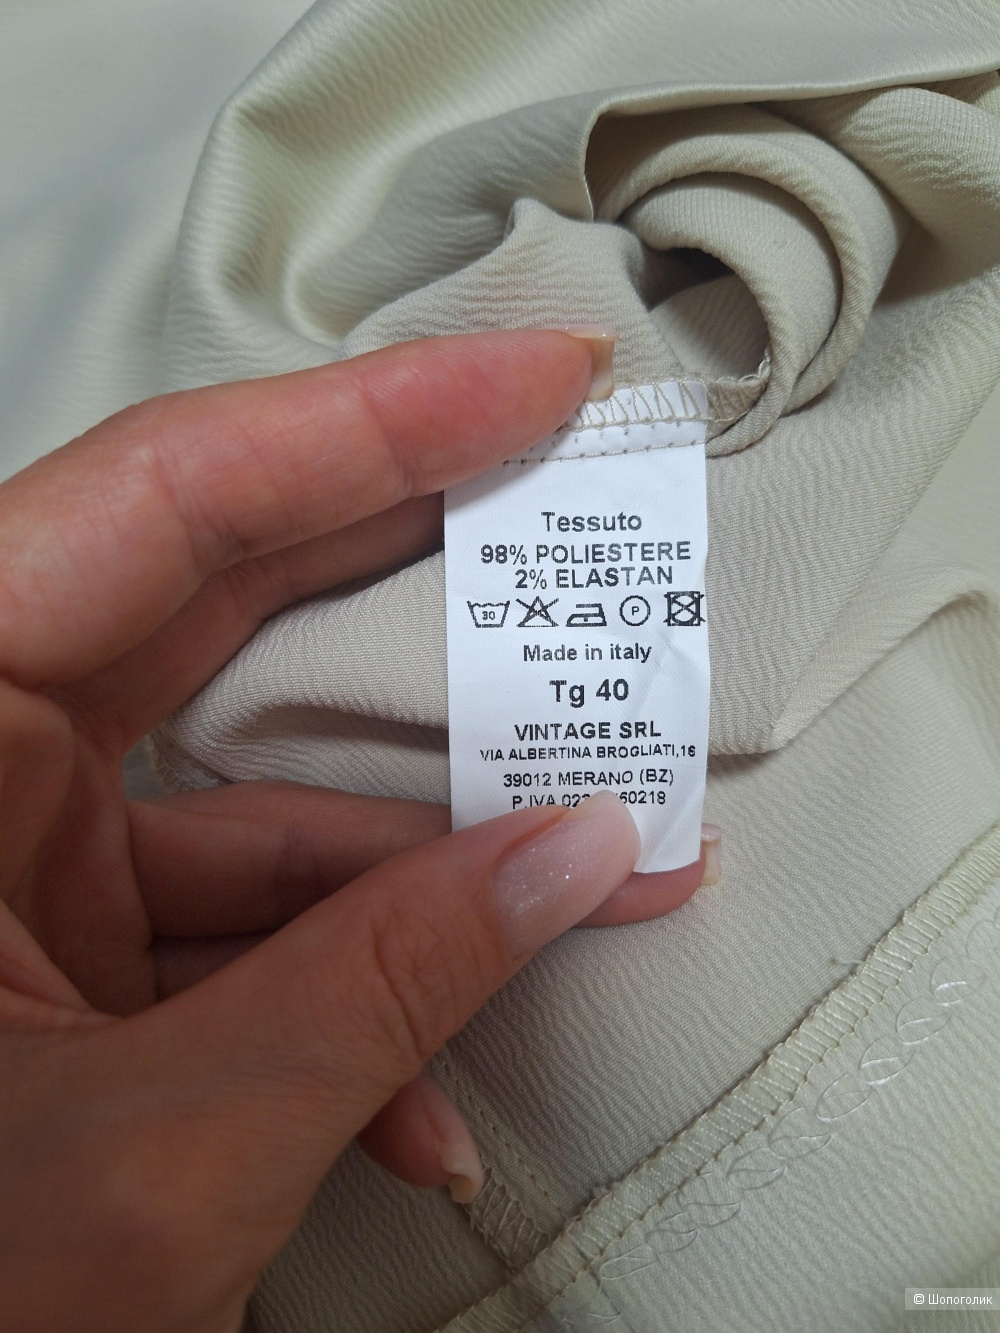 Tessuto
98% POLIESTERE
2% ELASTAN
30 P
Made in italy
Tg 40
VINTAGE SRL
VIA ALBERTINA BROGLIATI,16
39012 MERANO (BZ)
P.IVA
© Шопоголик